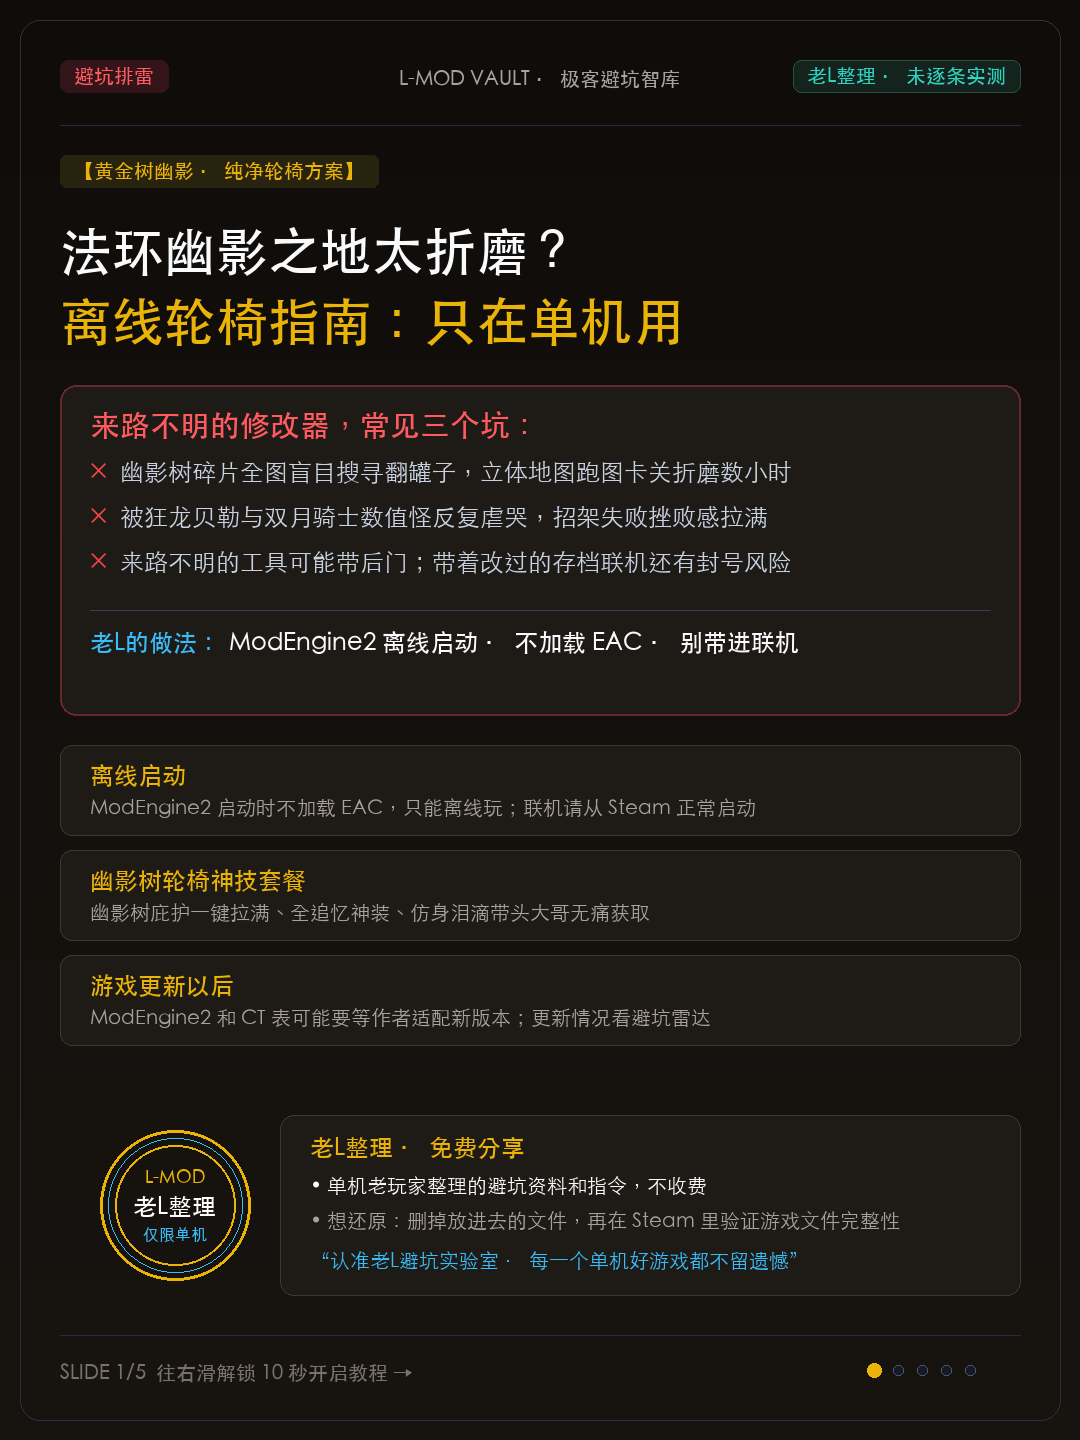 避坑排雷
L-MOD VAULT · 极客避坑智库
老L整理 · 未逐条实测
【黄金树幽影 · 纯净轮椅方案】
法环幽影之地太折磨？
离线轮椅指南：只在单机用
来路不明的修改器，常见三个坑：
× 幽影树碎片全图盲目搜寻翻罐子，立体地图跑图卡关折磨数小时
× 被狂龙贝勒与双月骑士数值怪反复虐哭，招架失败挫败感拉满
× 来路不明的工具可能带后门；带着改过的存档联机还有封号风险
老L的做法： ModEngine2 离线启动 · 不加载 EAC · 别带进联机
离线启动
ModEngine2 启动时不加载 EAC，只能离线玩；联机请从 Steam 正常启动
幽影树轮椅神技套餐
幽影树庇护一键拉满、全追忆神装、仿身泪滴带头大哥无痛获取
游戏更新以后
ModEngine2 和 CT 表可能要等作者适配新版本；更新情况看避坑雷达
L-MOD
老L整理
仅限单机
老L整理 · 免费分享
• 单机老玩家整理的避坑资料和指令，不收费
• 想还原：删掉放进去的文件，再在 Steam 里验证游戏文件完整性
“认准老L避坑实验室 · 每一个单机好游戏都不留遗憾”
SLIDE 1/5 往右滑解锁 10 秒开启教程 →